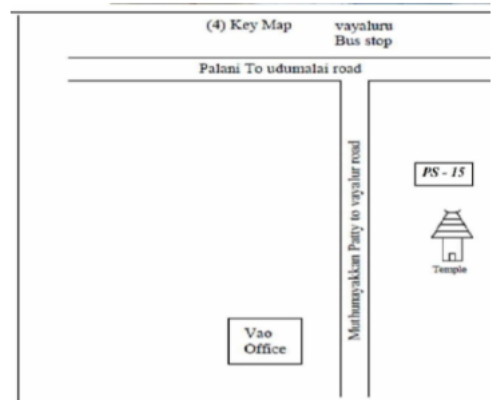 (4) Key Map
vayaluru
Bus stop
Palani To udumalai road
Muthunayakkan Patty to vayalur road
PS - 15
Temple
Vao
Office